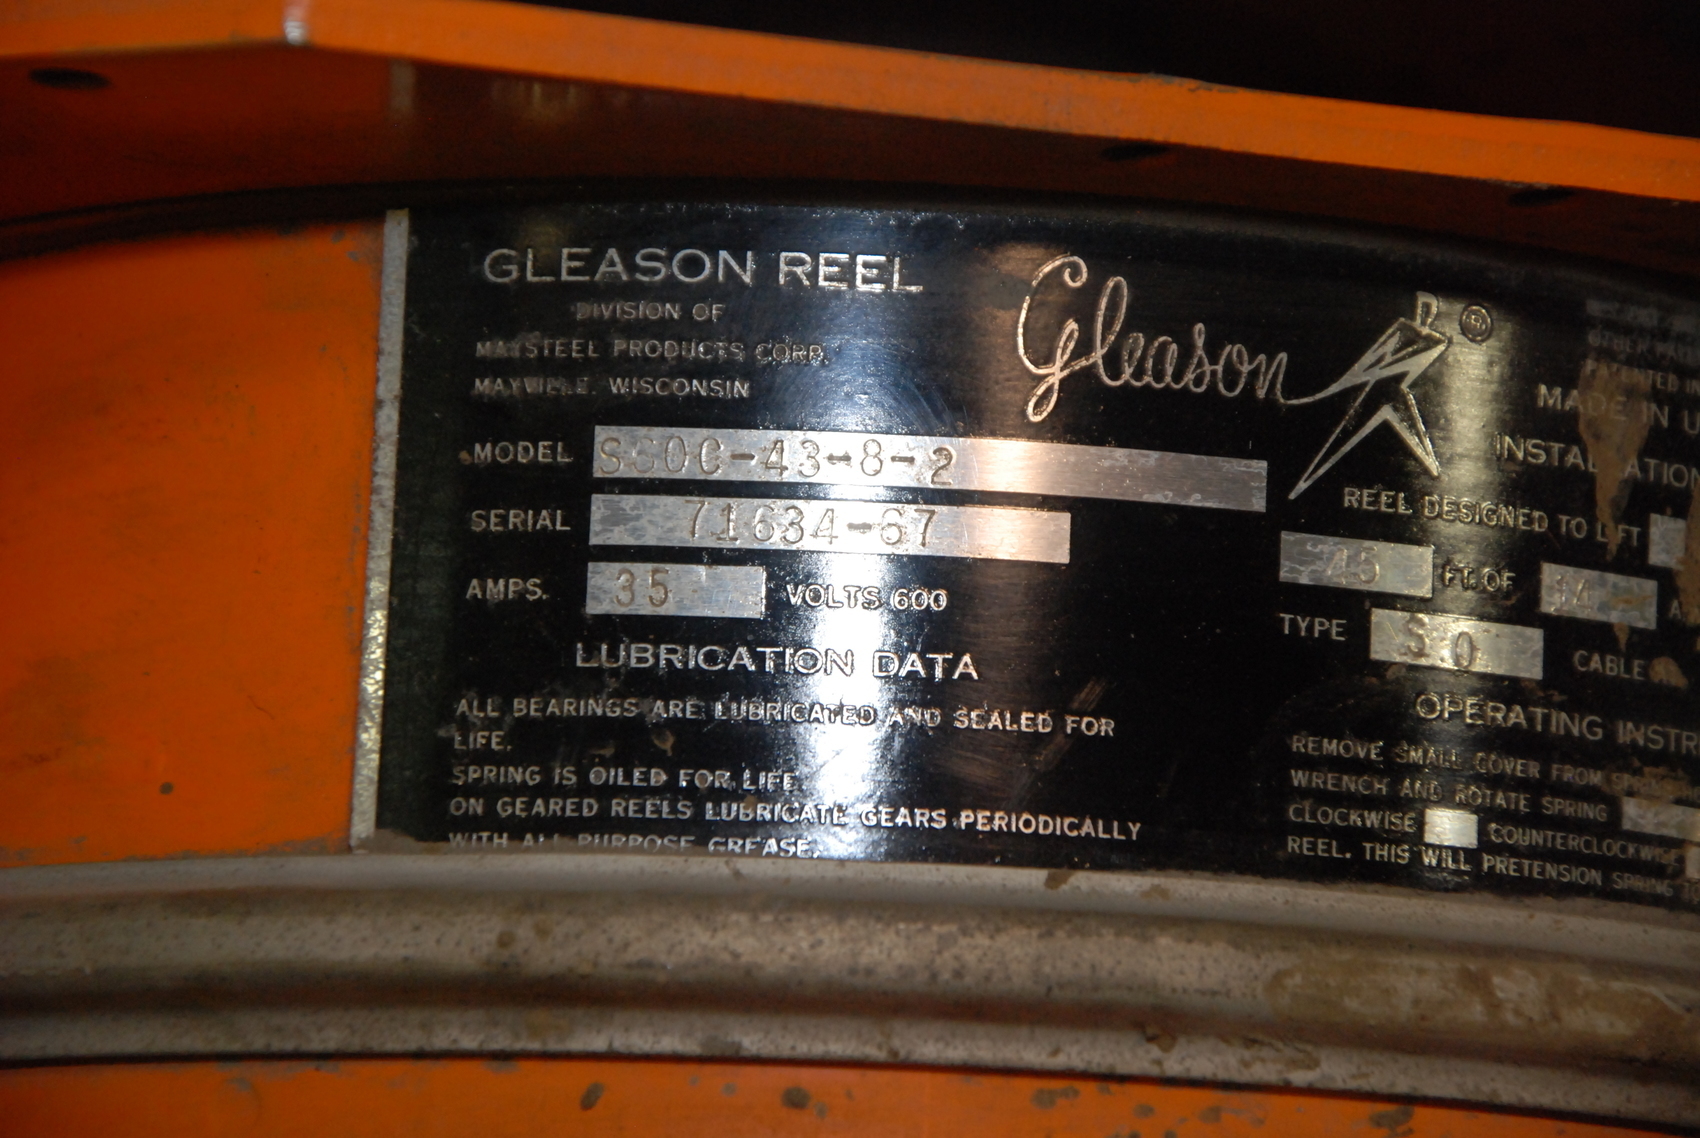 GLEASON REEL
DIVISION OF
MAYSTEEL PRODUCTS CORP.
MAYVILLE, WISCONSIN
Gleason ®
MODEL SCOC-43-8-2
SERIAL 71634-67
AMPS. 35 VOLTS 600
LUBRICATION DATA
ALL BEARINGS ARE LUBRICATED AND SEALED FOR
LIFE.
SPRING IS OILED FOR LIFE.
ON GEARED REELS LUBRICATE GEARS PERIODICALLY
WITH ALL PURPOSE GREASE.
PATENTED IN
MADE IN U
INSTALLATION
REEL DESIGNED TO LIFT
45 FT. OF 14
TYPE SO CABLE
OPERATING INSTR
REMOVE SMALL COVER FROM
WRENCH AND ROTATE SPRING
CLOCKWISE COUNTERCLOCKWISE
REEL. THIS WILL PRETENSION SPRING